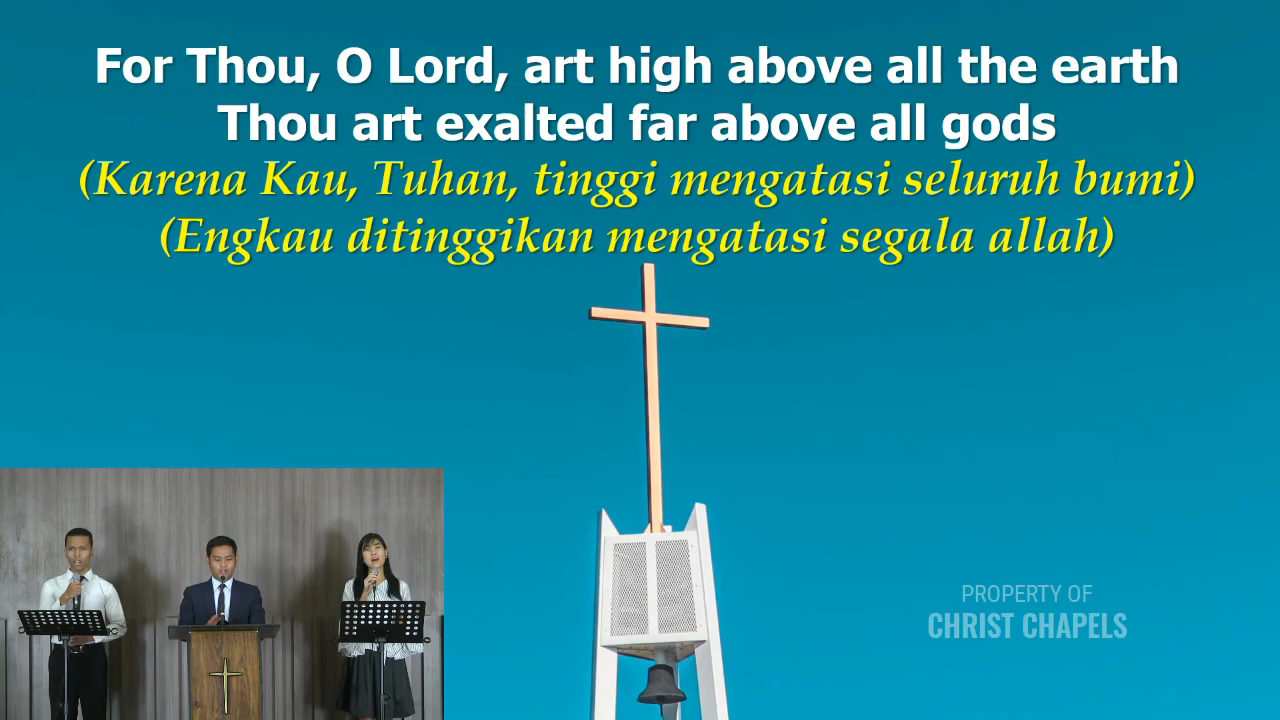 For Thou, O Lord, art high above all the earth
Thou art exalted far above all gods
(Karena Kau, Tuhan, tinggi mengatasi seluruh bumi)
(Engkau ditinggikan mengatasi segala allah)
PROPERTY OF
CHRIST CHAPELS